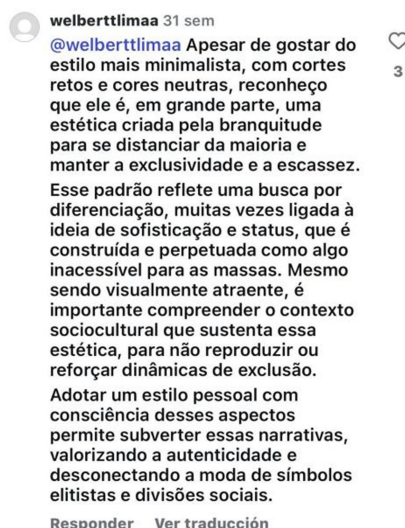 welberttlimaa 31 sem
@welberttlimaa Apesar de gostar do
estilo mais minimalista, com cortes
retos e cores neutras, reconheço
que ele é, em grande parte, uma
estética criada pela branquitude
para se distanciar da maioria e
manter a exclusividade e a escassez.
Esse padrão reflete uma busca por
diferenciação, muitas vezes ligada à
ideia de sofisticação e status, que é
construída e perpetuada como algo
inacessível para as massas. Mesmo
sendo visualmente atraente, é
importante compreender o contexto
sociocultural que sustenta essa
estética, para não reproduzir ou
reforçar dinâmicas de exclusão.
Adotar um estilo pessoal com
consciência desses aspectos
permite subverter essas narrativas,
valorizando a autenticidade e
desconectando a moda de símbolos
elitistas e divisões sociais.
Responder Ver traducción
3